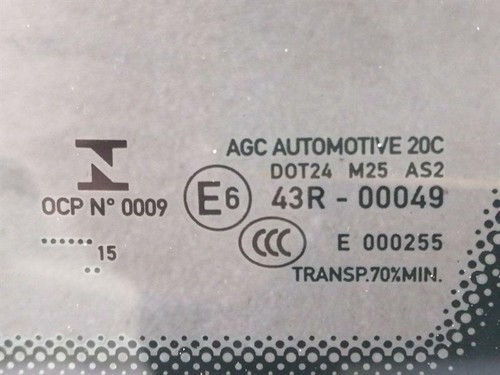 AGC AUTOMOTIVE 20C
DOT24 M25 AS2
OCP N° 0009
E6 43R - 00049
CCC E 000255
•••••• 15
••
TRANSP.70%MIN.